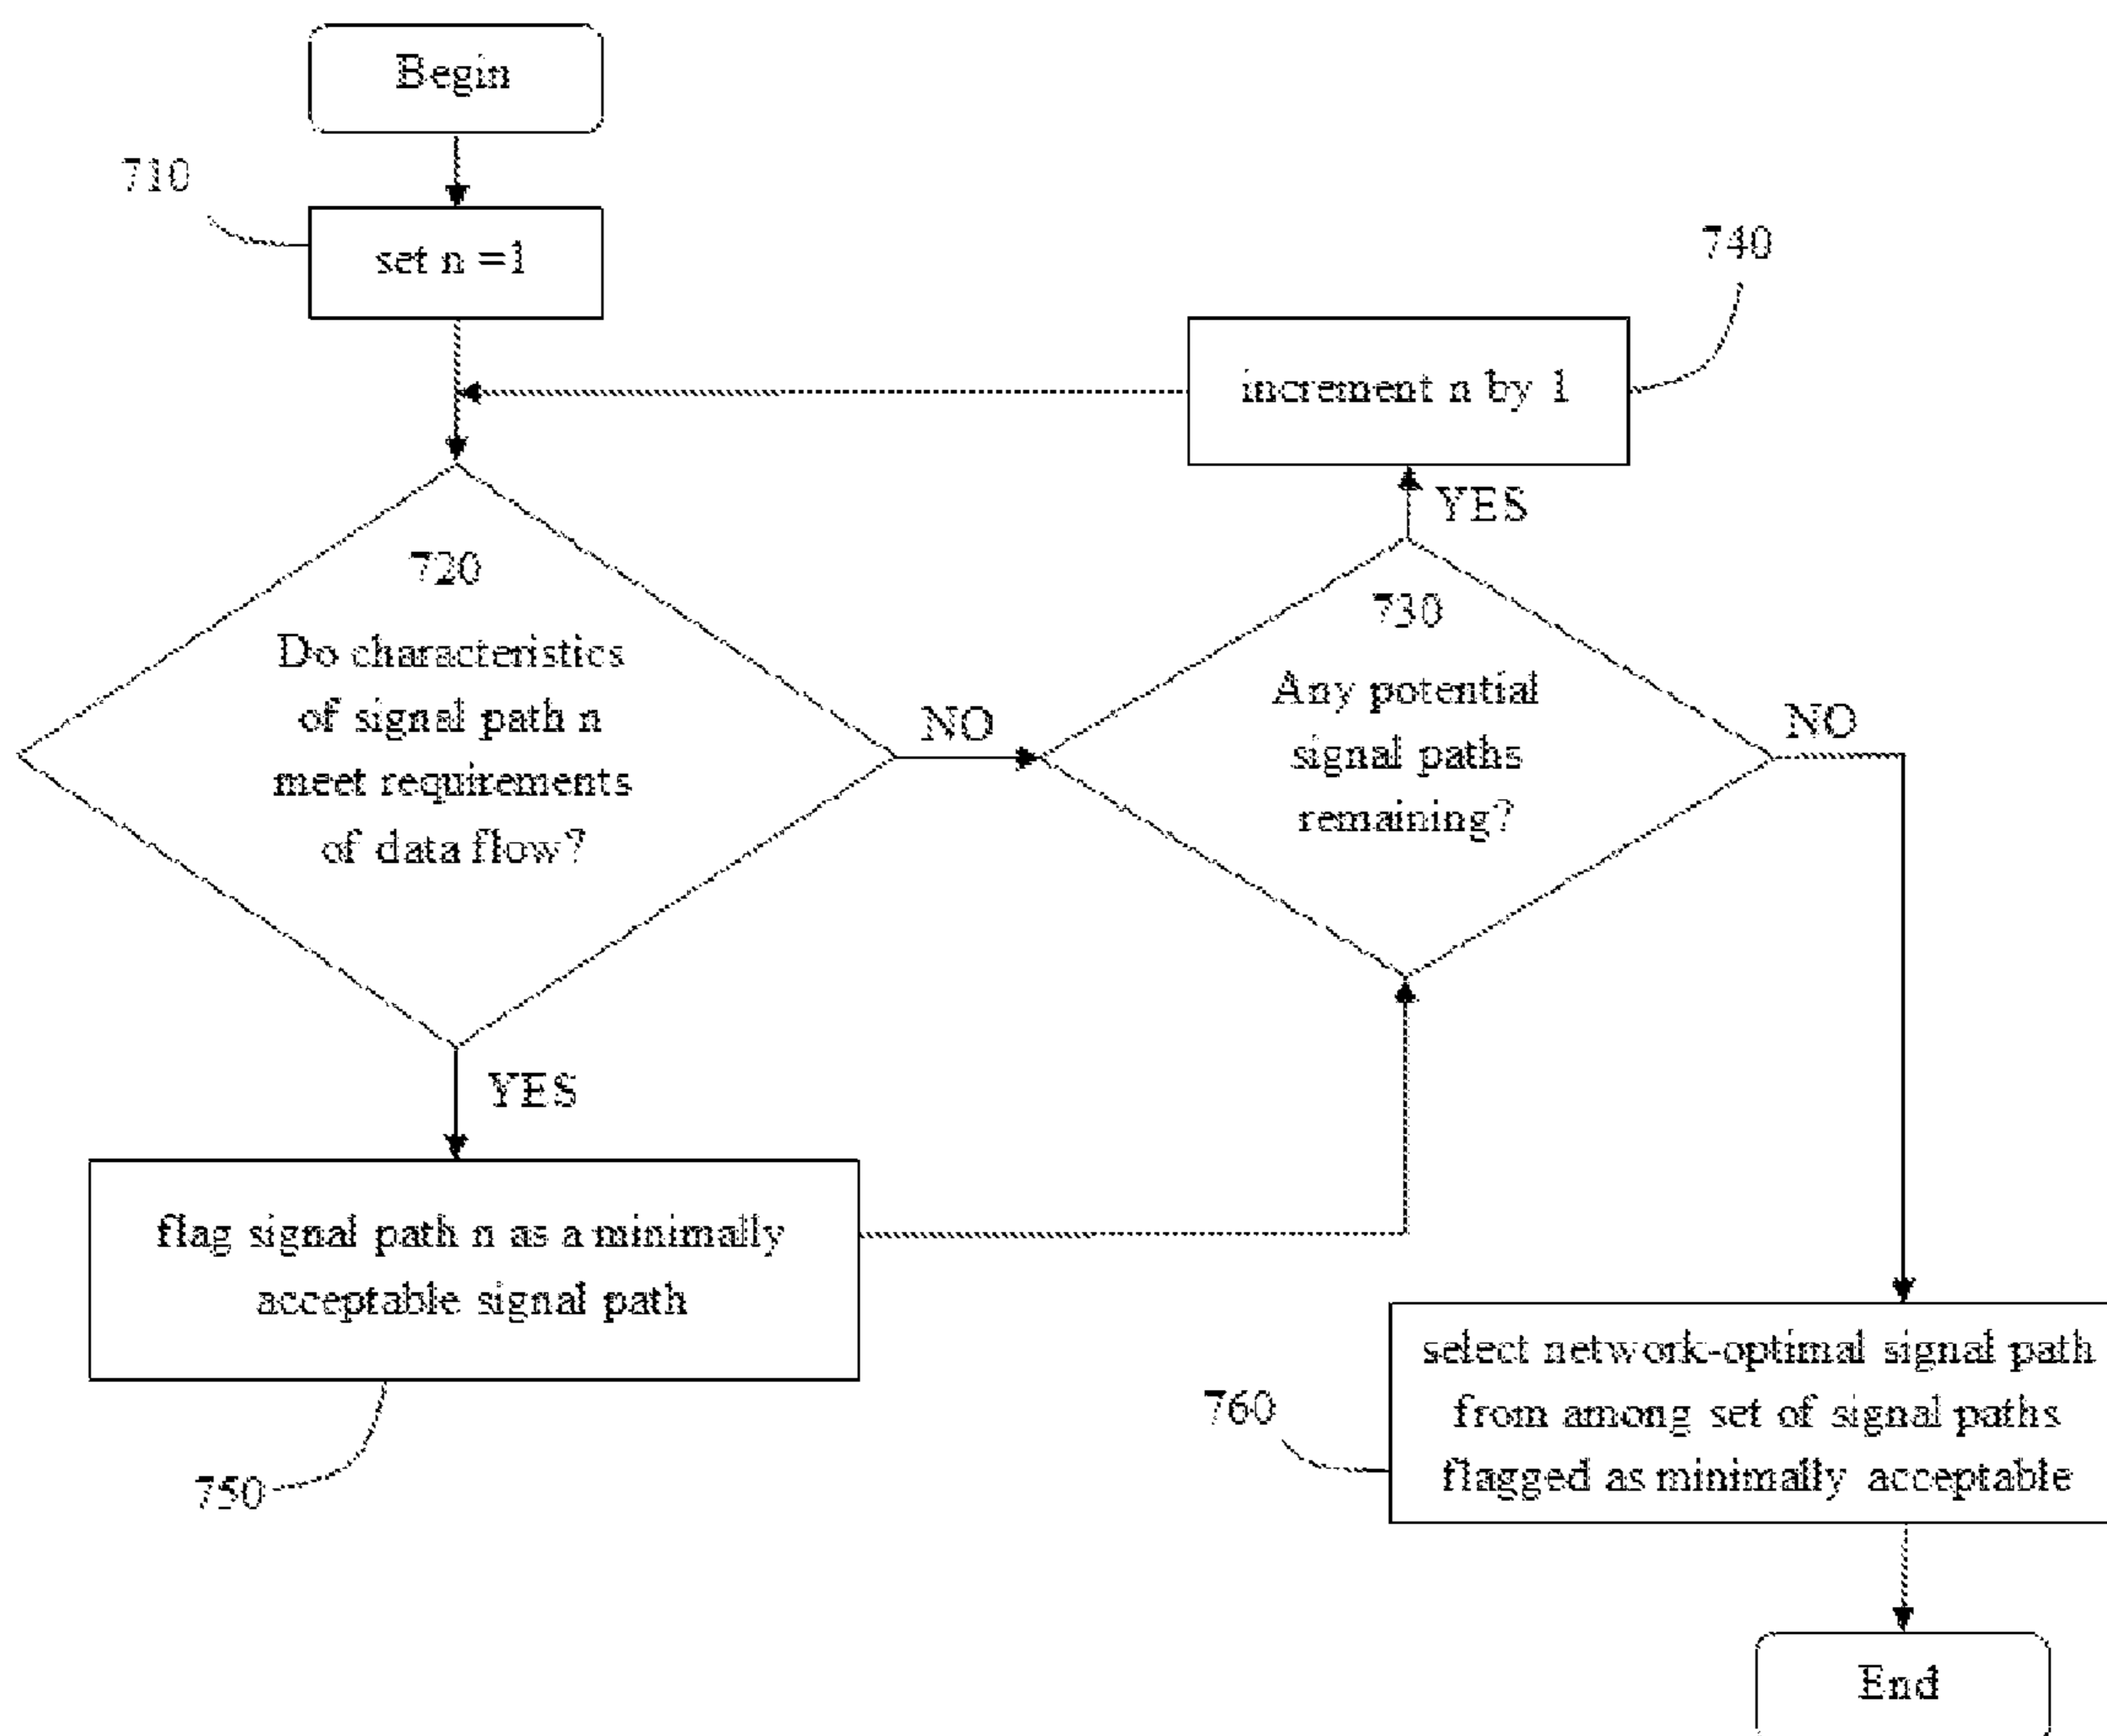 Begin
710
set n =1
740
increment n by 1
YES
720
Do characteristics
of signal path n
meet requirements
of data flow?
NO
730
Any potential
signal paths
remaining?
NO
YES
flag signal path n as a minimally
acceptable signal path
750
select network-optimal signal path
from among set of signal paths
flagged as minimally acceptable
760
End